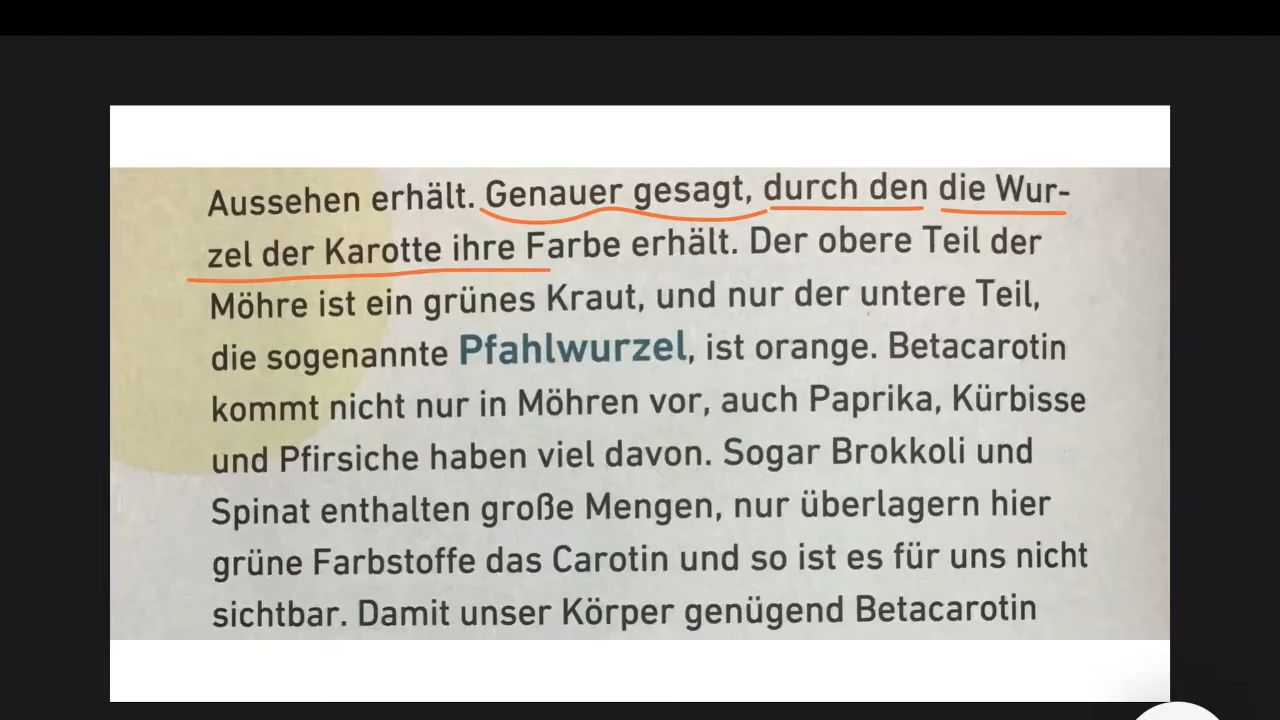 Aussehen erhält. Genauer gesagt, durch den die Wur-
zel der Karotte ihre Farbe erhält. Der obere Teil der
Möhre ist ein grünes Kraut, und nur der untere Teil,
die sogenannte Pfahlwurzel, ist orange. Betacarotin
kommt nicht nur in Möhren vor, auch Paprika, Kürbisse
und Pfirsiche haben viel davon. Sogar Brokkoli und
Spinat enthalten große Mengen, nur überlagern hier
grüne Farbstoffe das Carotin und so ist es für uns nicht
sichtbar. Damit unser Körper genügend Betacarotin